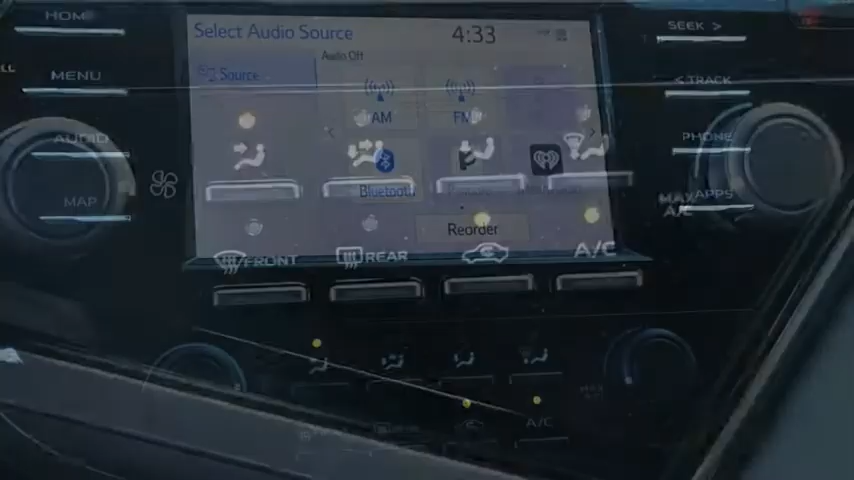 HOME
Select Audio Source
4:33
SEEK >
Audio Off
MENU
Source
< TRACK
AM
FM
AUDIO
PHONE
Bluetooth
MAP
APPS
MAX
A/C
Reorder
FRONT
REAR
A/C
A/C